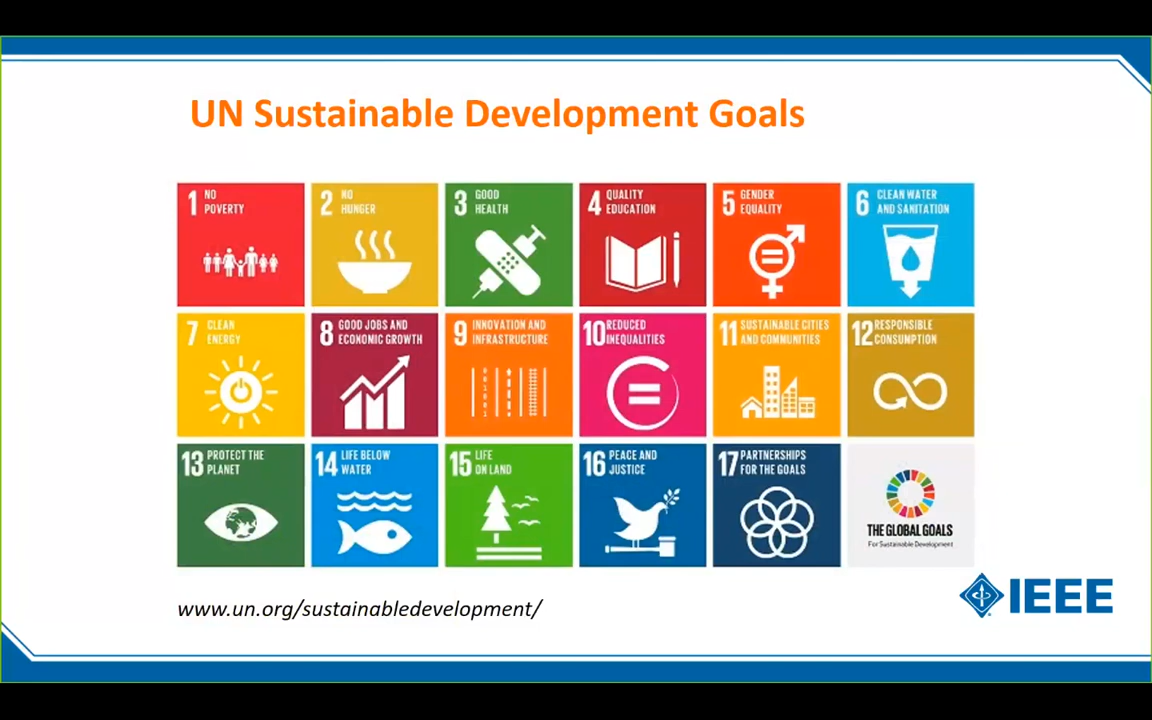 UN Sustainable Development Goals
1 NO
POVERTY
2 NO
HUNGER
3 GOOD
HEALTH
4 QUALITY
EDUCATION
5 GENDER
EQUALITY
6 CLEAN WATER
AND SANITATION
7 CLEAN
ENERGY
8 GOOD JOBS AND
ECONOMIC GROWTH
9 INNOVATION AND
INFRASTRUCTURE
10 REDUCED
INEQUALITIES
11 SUSTAINABLE CITIES
AND COMMUNITIES
12 RESPONSIBLE
CONSUMPTION
13 PROTECT THE
PLANET
14 LIFE BELOW
WATER
15 LIFE
ON LAND
16 PEACE AND
JUSTICE
17 PARTNERSHIPS
FOR THE GOALS
THE GLOBAL GOALS
For Sustainable Development
www.un.org/sustainabledevelopment/
IEEE